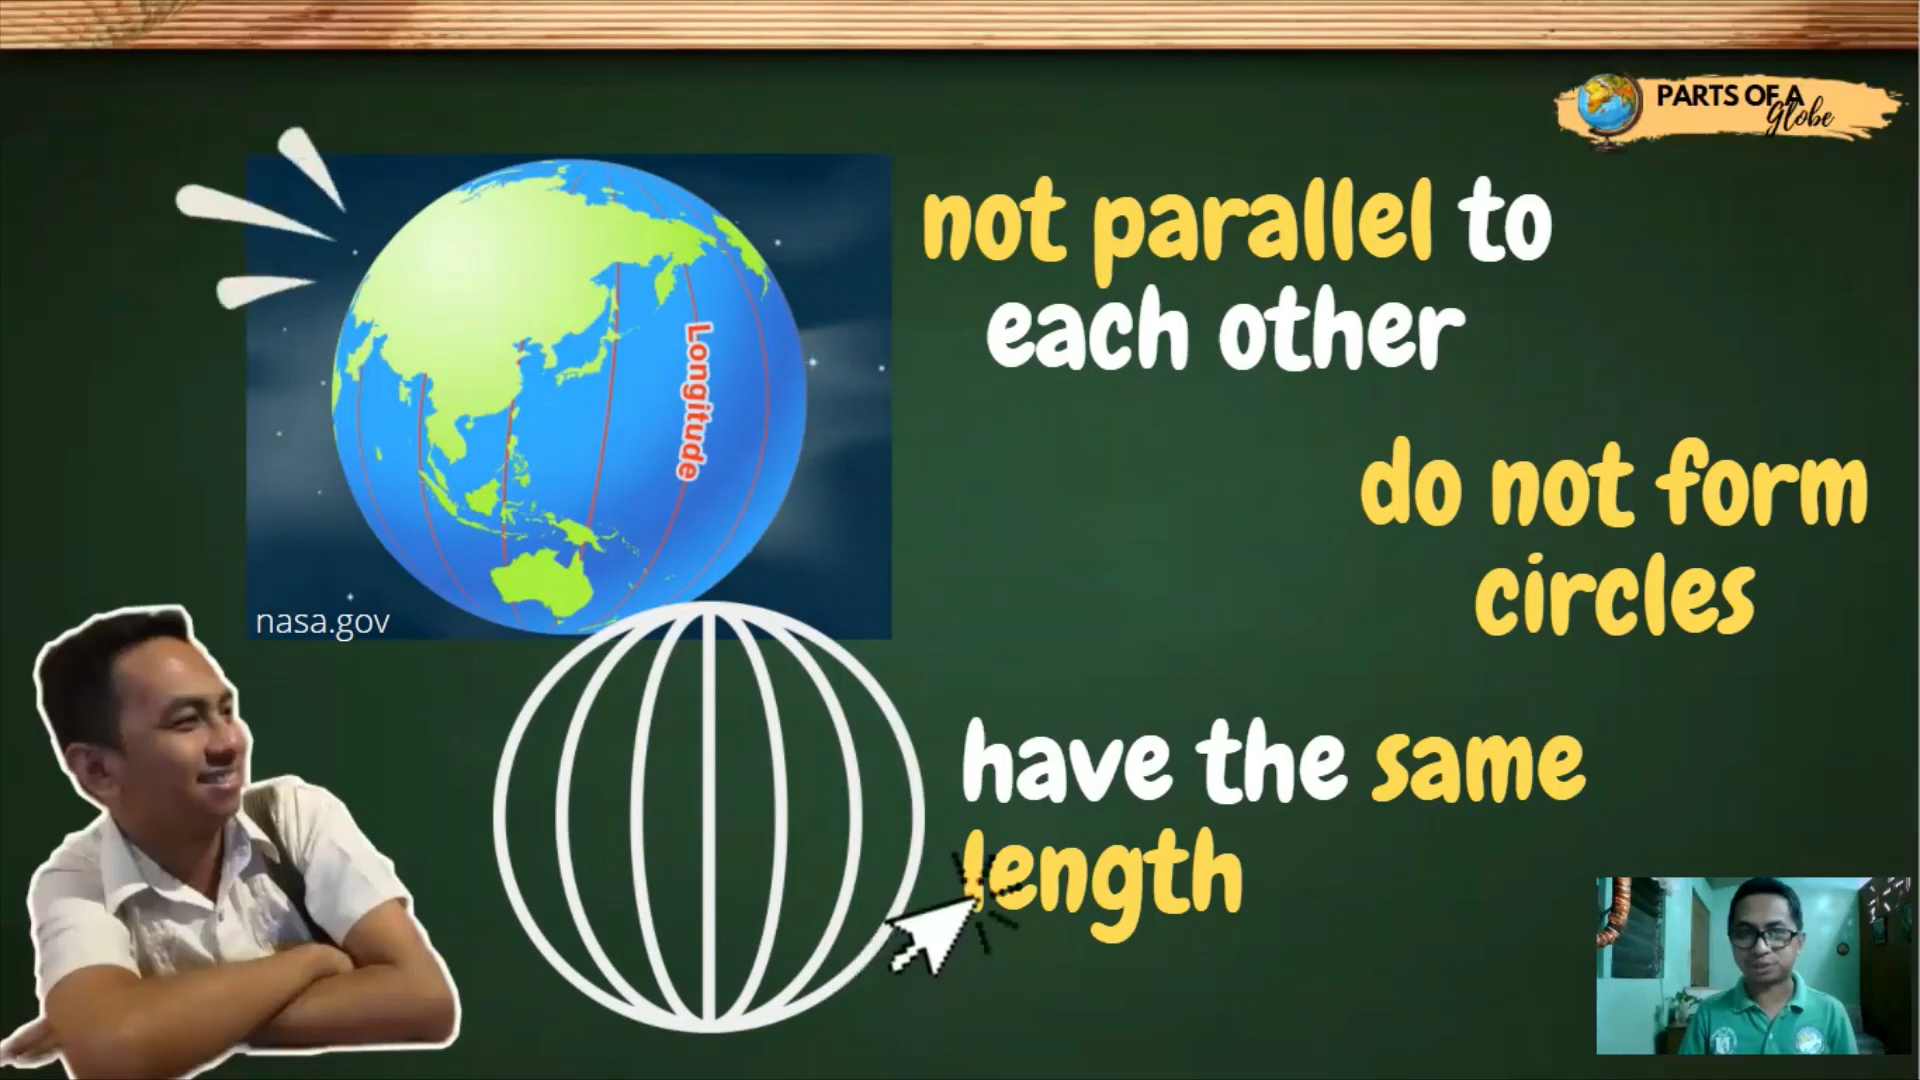 PARTS OF A
Globe
not parallel to
each other
Longitude
do not form
circles
nasa.gov
have the same
length